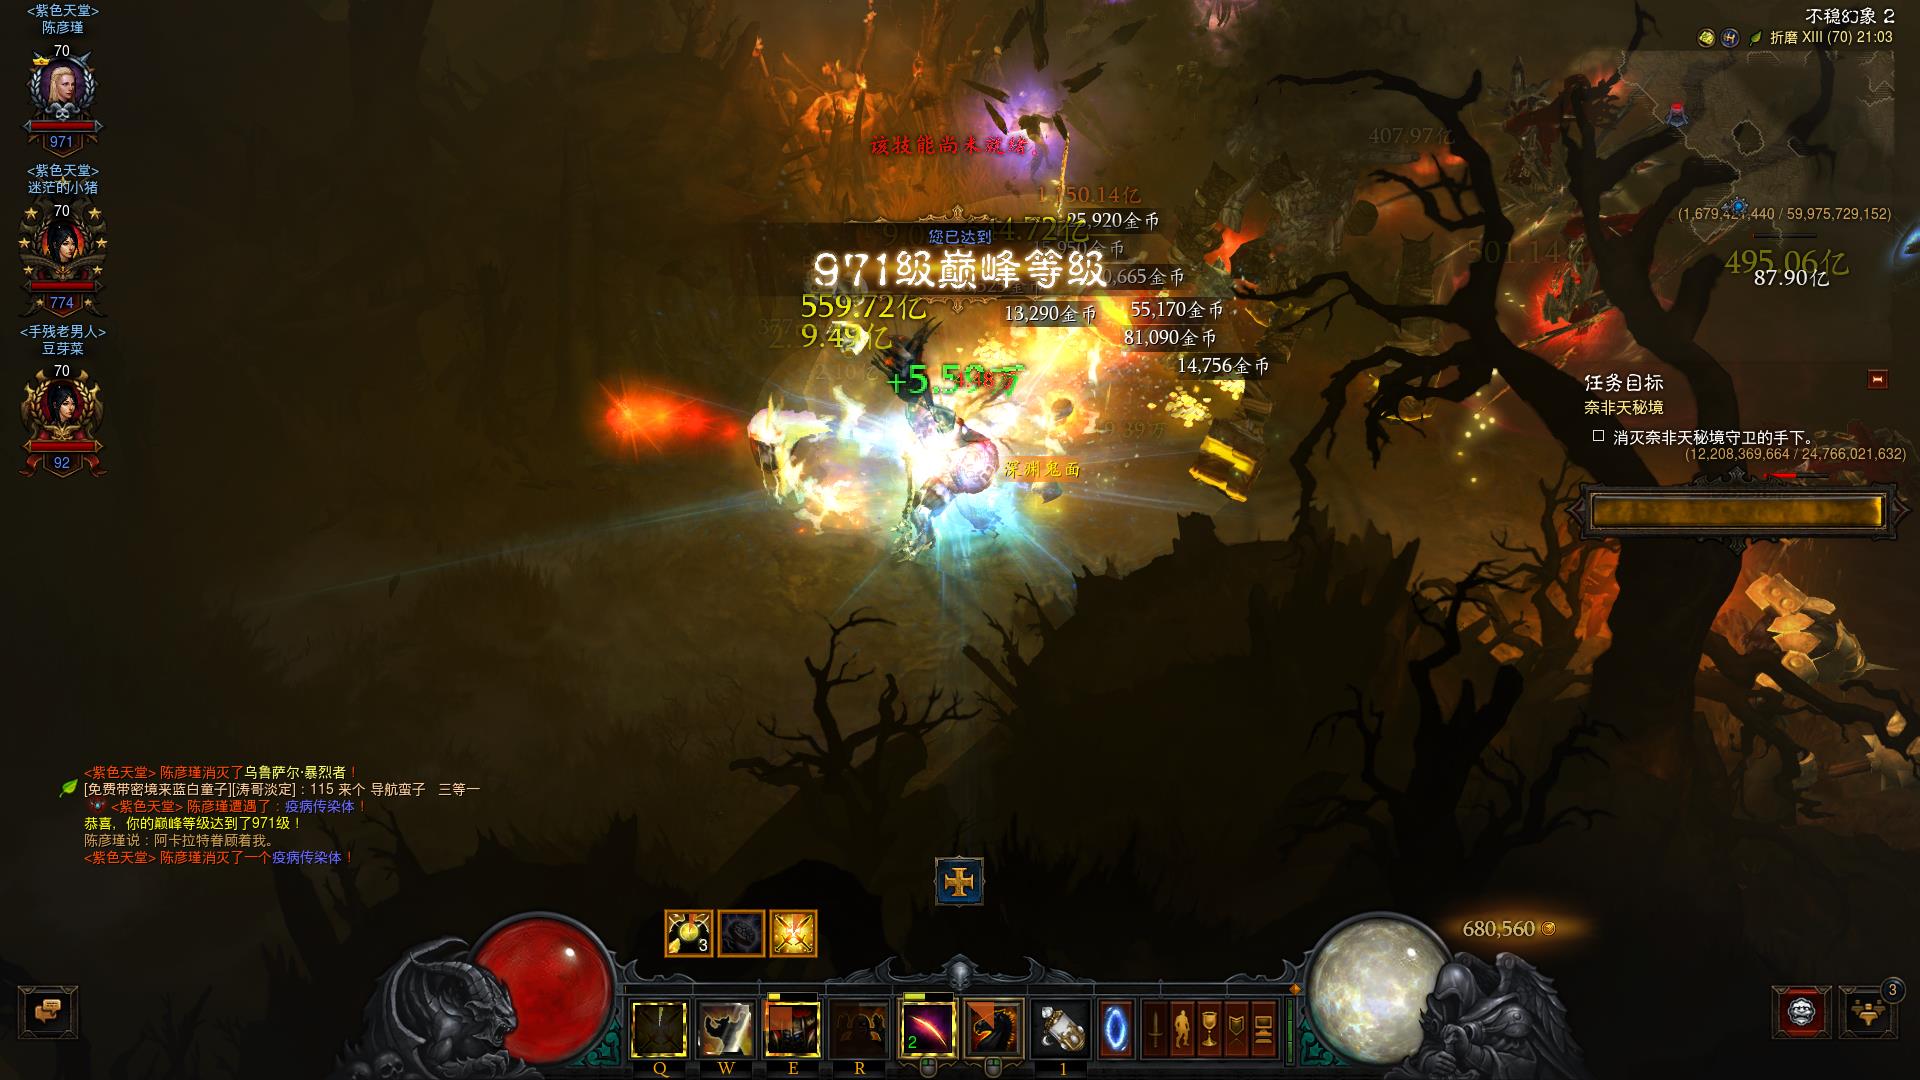 <紫色天堂>
陈彦瑾
70
971
<紫色天堂>
迷茫的小猪
70
774
<手残老男人>
豆芽菜
70
92
不稳幻象 2
折磨 XIII (70) 21:03
407.97亿
该技能尚未就绪。
25,920金币
您已达到
971级巅峰等级
559.72亿
13,290金币
55,170金币
81,090金币
14,756金币
深渊鬼面
495.06亿
87.90亿
任务目标
奈非天秘境
消灭奈非天秘境守卫的手下。
(12,208,369,664 / 24,766,021,632)
<紫色天堂> 陈彦瑾消灭了乌鲁萨尔·暴烈者！
[免费带密境来蓝白童子][涛哥淡定]：115 来个 导航蛮子 三等一
<紫色天堂> 陈彦瑾遭遇了：疫病传染体！
恭喜，你的巅峰等级达到了971级！
陈彦瑾说：阿卡拉特眷顾着我。
<紫色天堂> 陈彦瑾消灭了一个疫病传染体！
3
680,560
2
3
Q W E R 1